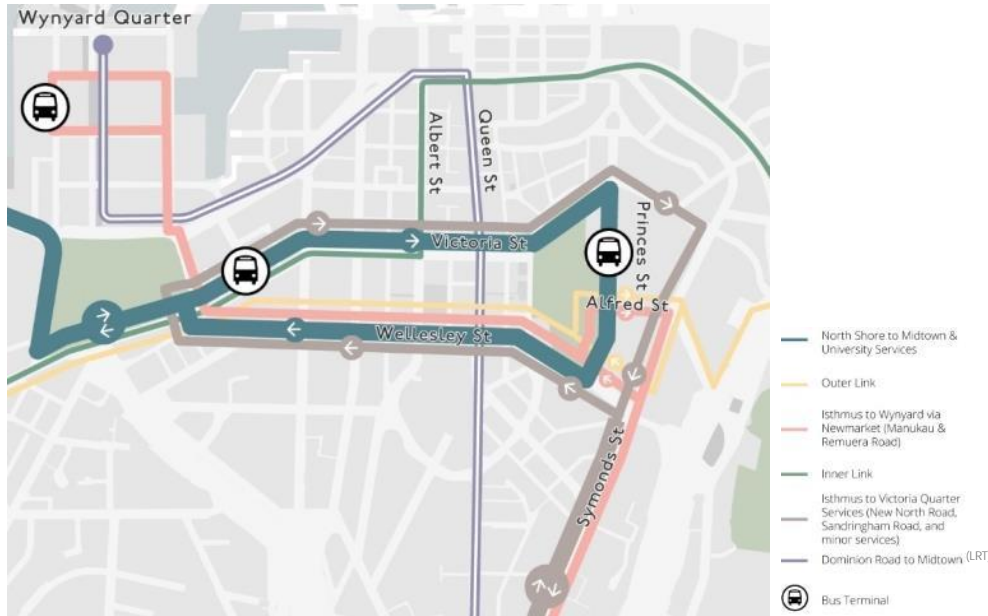 Wynyard Quarter
Albert St
Queen St
Princes St
Victoria St
Alfred St
Wellesley St
Symonds St
North Shore to Midtown &
University Services
Outer Link
Isthmus to Wynyard via
Newmarket (Manukau &
Remuera Road)
Inner Link
Isthmus to Victoria Quarter
Services (New North Road,
Sandringham Road, and
minor services)
Dominion Road to Midtown (LRT
Bus Terminal